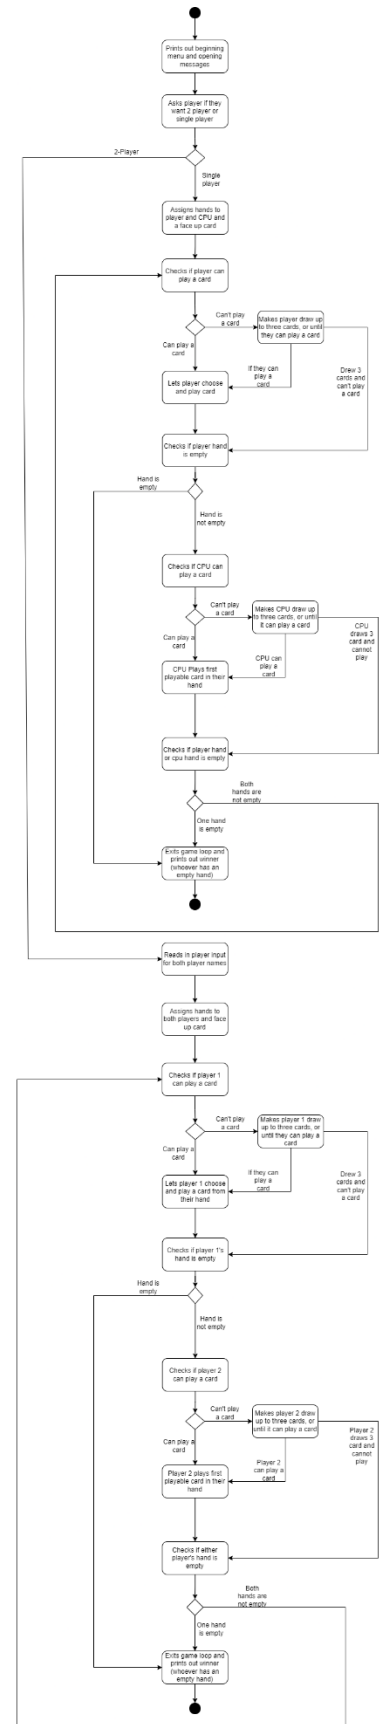 Prints out beginning
menu and opening
messages
Asks player if they
want 2 player or
single player
2-Player
Single
player
Assigns hands to
player and CPU and
a face up card
Checks if player can
play a card
Can't play
a card
Makes player draw up
to three cards, or until
they can play a card
Can play a
card
If they can
play a
card
Drew 3
cards and
can't play
a card
Lets player choose
and play card
Checks if player hand
is empty
Hand is
empty
Hand is
not empty
Checks if CPU can
play a card
Can't play
a card
Makes CPU draw up
to three cards, or until
it can play a card
Can play a
card
CPU can
play a
card
CPU
draws 3
card and
cannot
play
CPU Plays first
playable card in their
hand
Checks if player hand
or cpu hand is empty
Both
hands are
not empty
One hand
is empty
Exits game loop and
prints out winner
(whoever has an
empty hand)
Reads in player input
for both player names
Assigns hands to
both players and face
up card
Checks if player 1
can play a card
Can't play
a card
Makes player 1 draw
up to three cards, or
until they can play a
card
Can play a
card
If they can
play a
card
Drew 3
cards and
can't play
a card
Lets player 1 choose
and play a card from
their hand
Checks if player 1's
hand is empty
Hand is
empty
Hand is
not empty
Checks if player 2
can play a card
Can't play
a card
Makes player 2 draw
up to three cards, or
until it can play a card
Can play a
card
Player 2
can play a
card
Player 2
draws 3
card and
cannot
play
Player 2 plays first
playable card in their
hand
Checks if either
player's hand is
empty
Both
hands are
not empty
One hand
is empty
Exits game loop and
prints out winner
(whoever has an
empty hand)